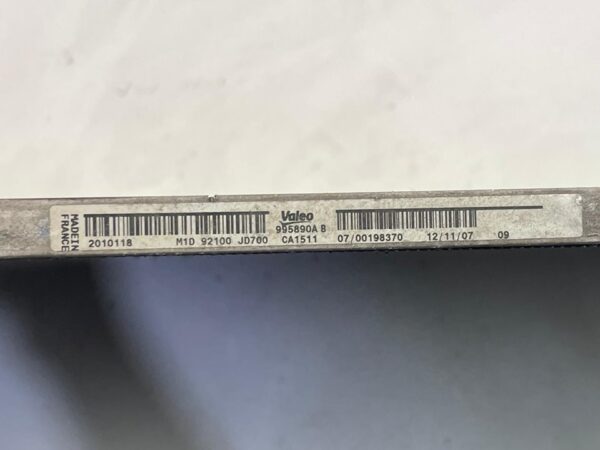 MADE IN
FRANCE
2010118 M1D 92100 JD700
Valeo
995890A B
CA1511
07/00198370 12/11/07 09